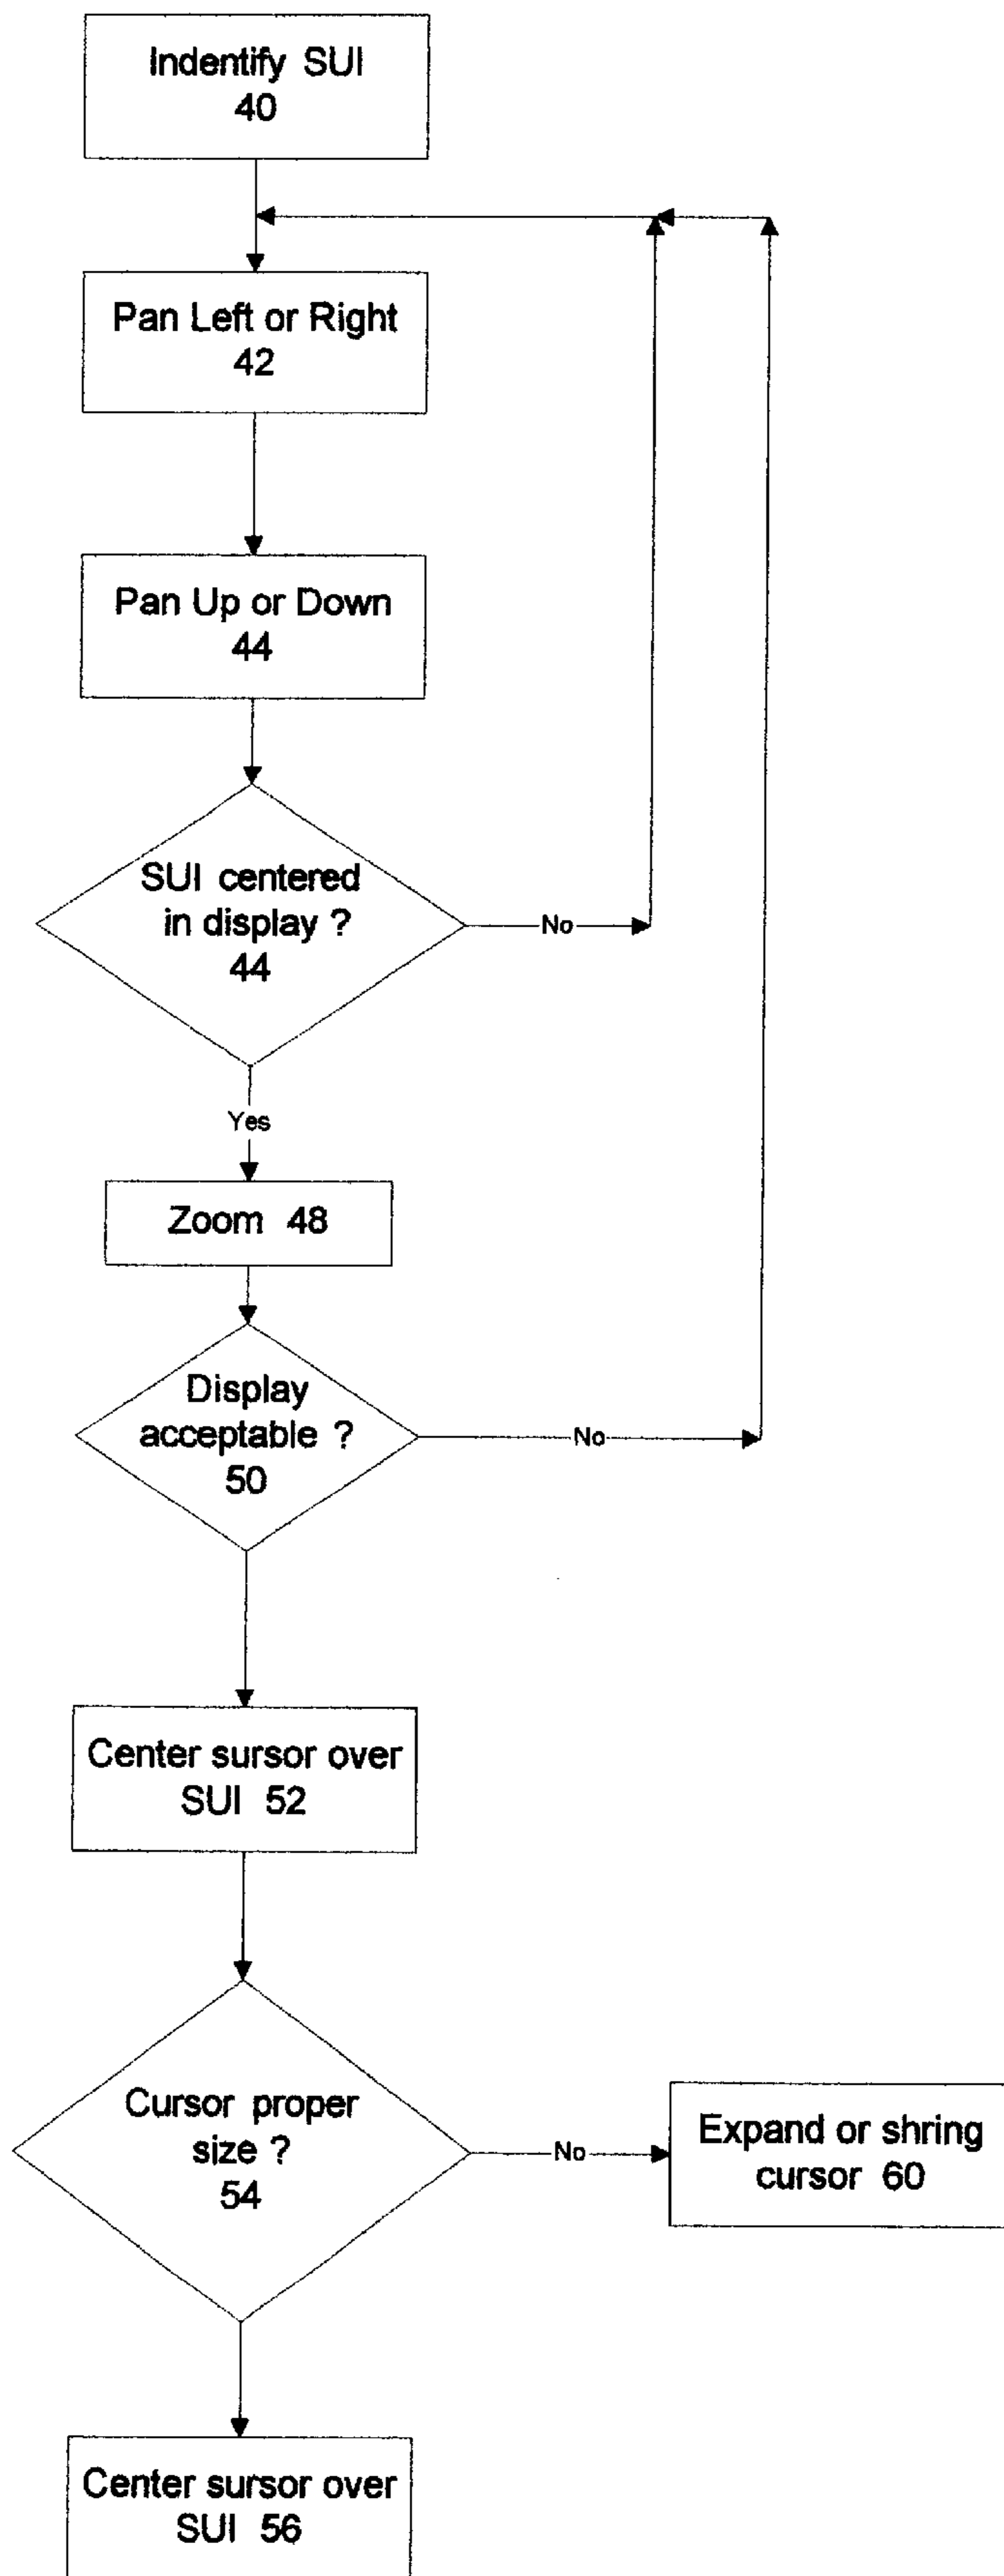 Indentify SUI
40
Pan Left or Right
42
Pan Up or Down
44
SUI centered
in display ?
44
No
Yes
Zoom 48
Display
acceptable ?
50
No
Center sursor over
SUI 52
Cursor proper
size ?
54
No
Expand or shring
cursor 60
Center sursor over
SUI 56